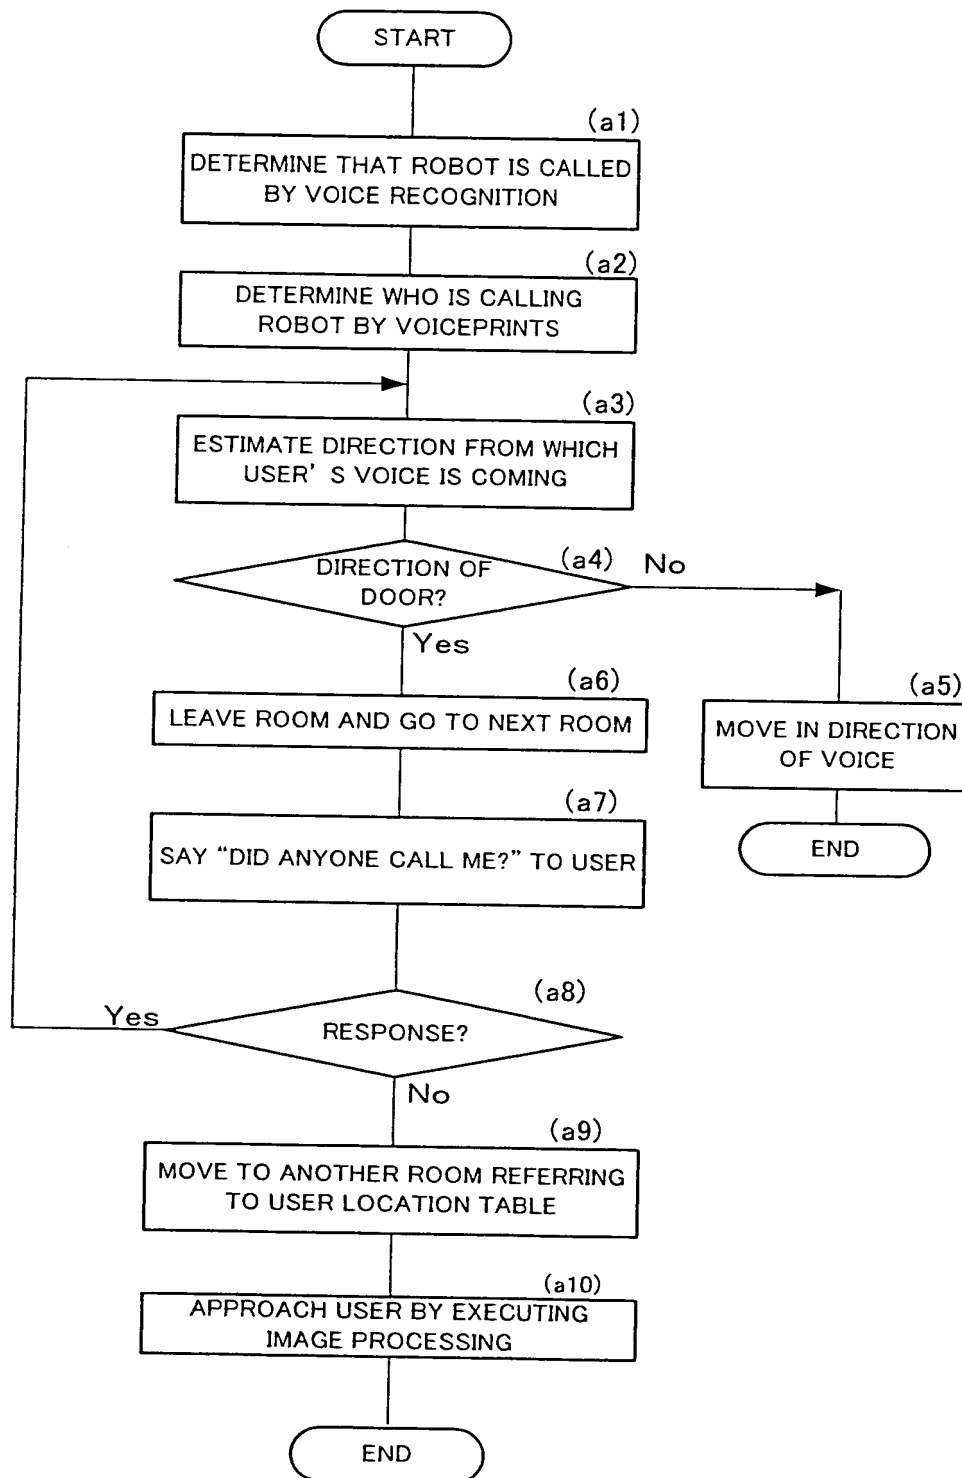 START
(a1)
DETERMINE THAT ROBOT IS CALLED
BY VOICE RECOGNITION
(a2)
DETERMINE WHO IS CALLING
ROBOT BY VOICEPRINTS
(a3)
ESTIMATE DIRECTION FROM WHICH
USER’ S VOICE IS COMING
(a4)
No
DIRECTION OF
DOOR?
Yes
(a6)
LEAVE ROOM AND GO TO NEXT ROOM
(a5)
MOVE IN DIRECTION
OF VOICE
END
(a7)
SAY “DID ANYONE CALL ME?” TO USER
(a8)
Yes
RESPONSE?
No
(a9)
MOVE TO ANOTHER ROOM REFERRING
TO USER LOCATION TABLE
(a10)
APPROACH USER BY EXECUTING
IMAGE PROCESSING
END